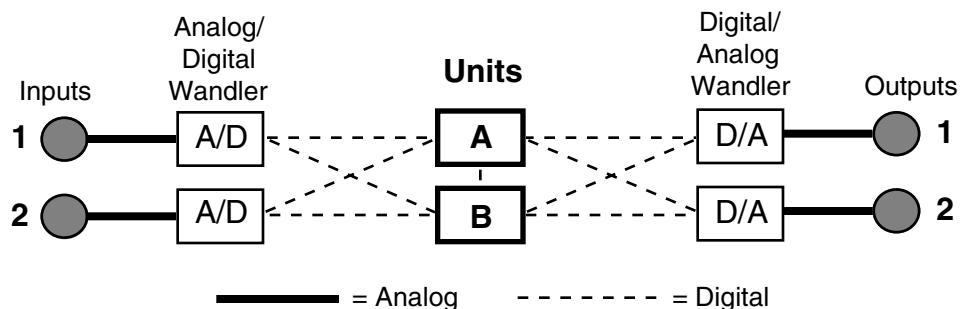 Analog/
Digital
Wandler
Digital/
Analog
Wandler
Units
Inputs
Outputs
1
A/D
A
D/A
1
2
A/D
B
D/A
2
= Analog
= Digital